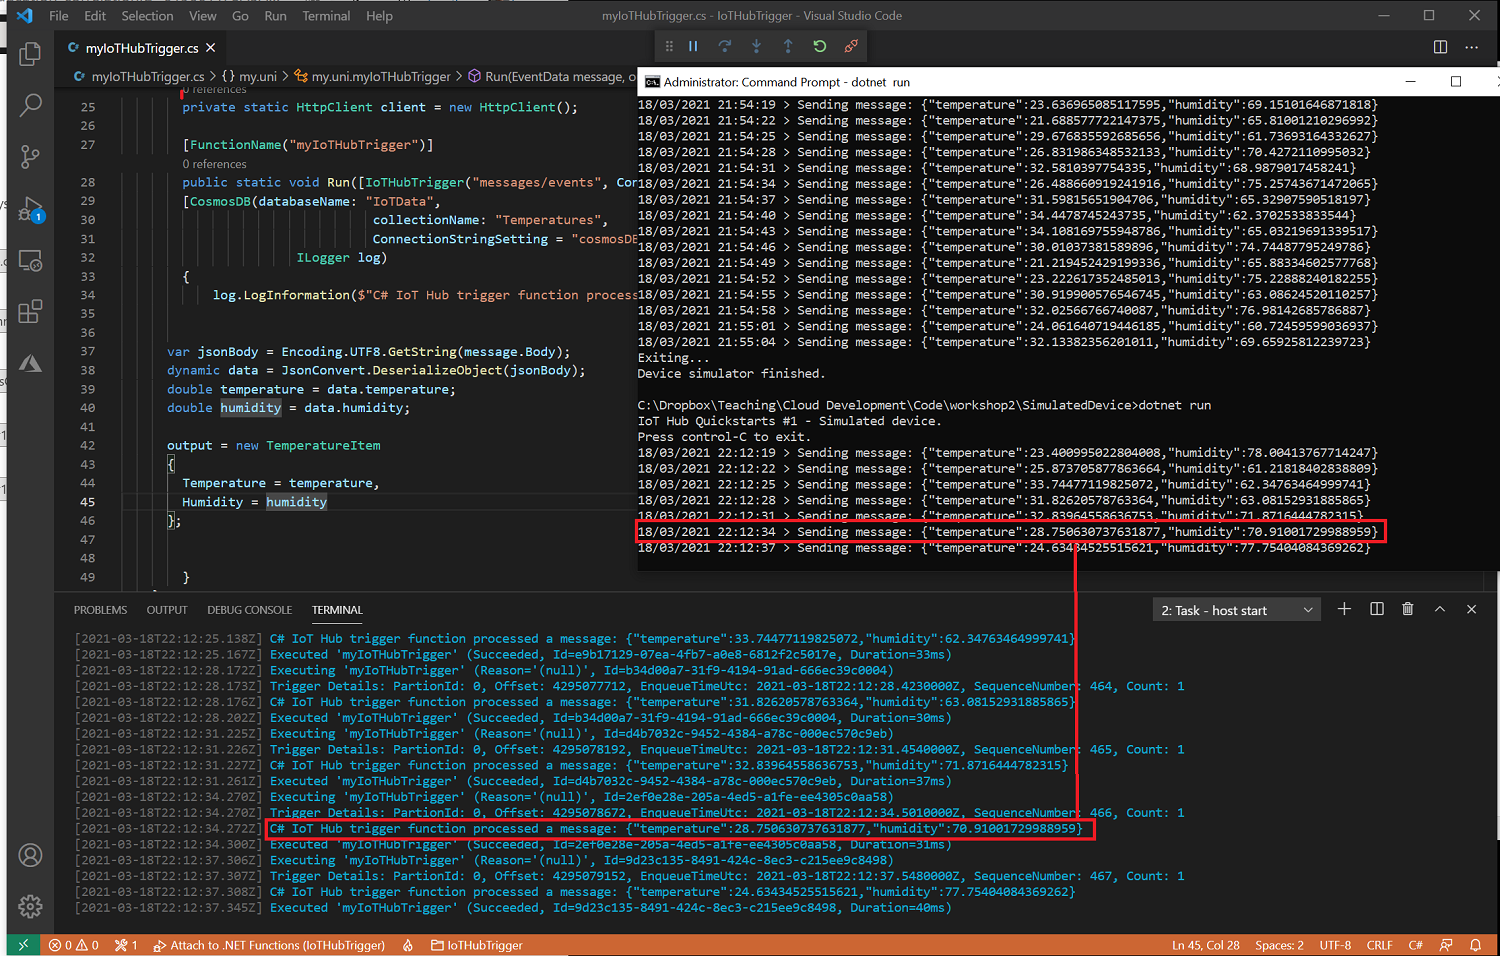 File Edit Selection View Go Run Terminal Help
myIoTHubTrigger.cs - IoTHubTrigger - Visual Studio Code
myIoTHubTrigger.cs
myIoTHubTrigger.cs > {} my.uni > my.uni.myIoTHubTrigger > Run(EventData message, o
0 references
25 private static HttpClient client = new HttpClient();
26
27 [FunctionName("myIoTHubTrigger")]
0 references
28 public static void Run([IoTHubTrigger("messages/events", Con
29 [CosmosDB(databaseName: "IoTData",
30 collectionName: "Temperatures",
31 ConnectionStringSetting = "cosmosDB
32 ILogger log)
33 {
34 log.LogInformation($"C# IoT Hub trigger function process
35
36
37 var jsonBody = Encoding.UTF8.GetString(message.Body);
38 dynamic data = JsonConvert.DeserializeObject(jsonBody);
39 double temperature = data.temperature;
40 double humidity = data.humidity;
41
42 output = new TemperatureItem
43 {
44 Temperature = temperature,
45 Humidity = humidity
46 };
47
48
49 }
Administrator: Command Prompt - dotnet run
18/03/2021 21:54:19 > Sending message: {"temperature":23.636965085117595,"humidity":69.15101646871818}
18/03/2021 21:54:22 > Sending message: {"temperature":21.688577722147375,"humidity":65.81001210296992}
18/03/2021 21:54:25 > Sending message: {"temperature":29.676835592685656,"humidity":61.73693164332627}
18/03/2021 21:54:28 > Sending message: {"temperature":26.831986348532133,"humidity":70.4272110995032}
18/03/2021 21:54:31 > Sending message: {"temperature":32.5810397754335,"humidity":68.9879017458241}
18/03/2021 21:54:34 > Sending message: {"temperature":26.488660919241916,"humidity":75.25743671472065}
18/03/2021 21:54:37 > Sending message: {"temperature":31.59815651904706,"humidity":65.32907590518197}
18/03/2021 21:54:40 > Sending message: {"temperature":34.4478745243735,"humidity":62.3702533833544}
18/03/2021 21:54:43 > Sending message: {"temperature":34.108169755948786,"humidity":65.03219691339517}
18/03/2021 21:54:46 > Sending message: {"temperature":30.01037381589896,"humidity":74.74487795249786}
18/03/2021 21:54:49 > Sending message: {"temperature":21.219452429199336,"humidity":65.88334602577768}
18/03/2021 21:54:52 > Sending message: {"temperature":23.222617352485013,"humidity":75.22888240182255}
18/03/2021 21:54:55 > Sending message: {"temperature":30.919900576546745,"humidity":63.08624520110257}
18/03/2021 21:54:58 > Sending message: {"temperature":32.02566766740087,"humidity":76.98142685786887}
18/03/2021 21:55:01 > Sending message: {"temperature":24.061640719446185,"humidity":60.72459599036937}
18/03/2021 21:55:04 > Sending message: {"temperature":32.13382356201011,"humidity":69.65925812239723}
Exiting...
Device simulator finished.
C:\Dropbox\Teaching\Cloud Development\Code\workshop2\SimulatedDevice>dotnet run
IoT Hub Quickstarts #1 - Simulated device.
Press control-C to exit.
18/03/2021 22:12:19 > Sending message: {"temperature":23.400995022804008,"humidity":78.00413767714247}
18/03/2021 22:12:22 > Sending message: {"temperature":25.873705877863664,"humidity":61.21818402838809}
18/03/2021 22:12:25 > Sending message: {"temperature":33.74477119825072,"humidity":62.34763464999741}
18/03/2021 22:12:28 > Sending message: {"temperature":31.82620578763364,"humidity":63.08152931885865}
18/03/2021 22:12:31 > Sending message: {"temperature":32.83964558636753,"humidity":71.8716444782315}
18/03/2021 22:12:34 > Sending message: {"temperature":28.750630737631877,"humidity":70.91001729988959}
18/03/2021 22:12:37 > Sending message: {"temperature":24.63434525515621,"humidity":77.75404084369262}
PROBLEMS OUTPUT DEBUG CONSOLE TERMINAL
2: Task - host start
[2021-03-18T22:12:25.138Z] C# IoT Hub trigger function processed a message: {"temperature":33.74477119825072,"humidity":62.34763464999741}
[2021-03-18T22:12:25.167Z] Executed 'myIoTHubTrigger' (Succeeded, Id=e9b17129-07ea-4fb7-a0e8-6812f2c5017e, Duration=33ms)
[2021-03-18T22:12:28.172Z] Executing 'myIoTHubTrigger' (Reason='(null)', Id=b34d00a7-31f9-4194-91ad-666ec39c0004)
[2021-03-18T22:12:28.173Z] Trigger Details: PartionId: 0, Offset: 4295077712, EnqueueTimeUtc: 2021-03-18T22:12:28.4230000Z, SequenceNumber: 464, Count: 1
[2021-03-18T22:12:28.176Z] C# IoT Hub trigger function processed a message: {"temperature":31.82620578763364,"humidity":63.08152931885865}
[2021-03-18T22:12:28.202Z] Executed 'myIoTHubTrigger' (Succeeded, Id=b34d00a7-31f9-4194-91ad-666ec39c0004, Duration=30ms)
[2021-03-18T22:12:31.225Z] Executing 'myIoTHubTrigger' (Reason='(null)', Id=d4b7032c-9452-4384-a78c-000ec570c9eb)
[2021-03-18T22:12:31.226Z] Trigger Details: PartionId: 0, Offset: 4295078192, EnqueueTimeUtc: 2021-03-18T22:12:31.4540000Z, SequenceNumber: 465, Count: 1
[2021-03-18T22:12:31.227Z] C# IoT Hub trigger function processed a message: {"temperature":32.83964558636753,"humidity":71.8716444782315}
[2021-03-18T22:12:31.261Z] Executed 'myIoTHubTrigger' (Succeeded, Id=d4b7032c-9452-4384-a78c-000ec570c9eb, Duration=37ms)
[2021-03-18T22:12:34.270Z] Executing 'myIoTHubTrigger' (Reason='(null)', Id=2ef0e28e-205a-4ed5-a1fe-ee4305c0aa58)
[2021-03-18T22:12:34.270Z] Trigger Details: PartionId: 0, Offset: 4295078672, EnqueueTimeUtc: 2021-03-18T22:12:34.5010000Z, SequenceNumber: 466, Count: 1
[2021-03-18T22:12:34.272Z] C# IoT Hub trigger function processed a message: {"temperature":28.750630737631877,"humidity":70.91001729988959}
[2021-03-18T22:12:34.300Z] Executed 'myIoTHubTrigger' (Succeeded, Id=2ef0e28e-205a-4ed5-a1fe-ee4305c0aa58, Duration=31ms)
[2021-03-18T22:12:37.306Z] Executing 'myIoTHubTrigger' (Reason='(null)', Id=9d23c135-8491-424c-8ec3-c215ee9c8498)
[2021-03-18T22:12:37.307Z] Trigger Details: PartionId: 0, Offset: 4295079152, EnqueueTimeUtc: 2021-03-18T22:12:37.5480000Z, SequenceNumber: 467, Count: 1
[2021-03-18T22:12:37.308Z] C# IoT Hub trigger function processed a message: {"temperature":24.63434525515621,"humidity":77.75404084369262}
[2021-03-18T22:12:37.345Z] Executed 'myIoTHubTrigger' (Succeeded, Id=9d23c135-8491-424c-8ec3-c215ee9c8498, Duration=40ms)
0 0 1 Attach to .NET Functions (IoTHubTrigger) IoTHubTrigger Ln 45, Col 28 Spaces: 2 UTF-8 CRLF C#